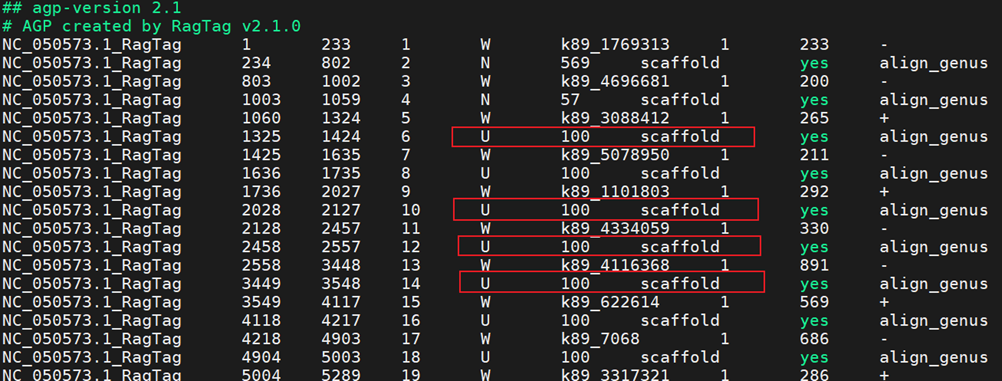 ## agp-version 2.1
# AGP created by RagTag v2.1.0
NC_050573.1_RagTag 1 233 1 W k89_1769313 1 233 -
NC_050573.1_RagTag 234 802 2 N 569 scaffold yes align_genus
NC_050573.1_RagTag 803 1002 3 W k89_4696681 1 200 -
NC_050573.1_RagTag 1003 1059 4 N 57 scaffold yes align_genus
NC_050573.1_RagTag 1060 1324 5 W k89_3088412 1 265 +
NC_050573.1_RagTag 1325 1424 6 U 100 scaffold yes align_genus
NC_050573.1_RagTag 1425 1635 7 W k89_5078950 1 211 -
NC_050573.1_RagTag 1636 1735 8 U 100 scaffold yes align_genus
NC_050573.1_RagTag 1736 2027 9 W k89_1101803 1 292 +
NC_050573.1_RagTag 2028 2127 10 U 100 scaffold yes align_genus
NC_050573.1_RagTag 2128 2457 11 W k89_4334059 1 330 -
NC_050573.1_RagTag 2458 2557 12 U 100 scaffold yes align_genus
NC_050573.1_RagTag 2558 3448 13 W k89_4116368 1 891 -
NC_050573.1_RagTag 3449 3548 14 U 100 scaffold yes align_genus
NC_050573.1_RagTag 3549 4117 15 W k89_622614 1 569 +
NC_050573.1_RagTag 4118 4217 16 U 100 scaffold yes align_genus
NC_050573.1_RagTag 4218 4903 17 W k89_7068 1 686 -
NC_050573.1_RagTag 4904 5003 18 U 100 scaffold yes align_genus
NC_050573.1_RagTag 5004 5289 19 W k89_3317321 1 286 +